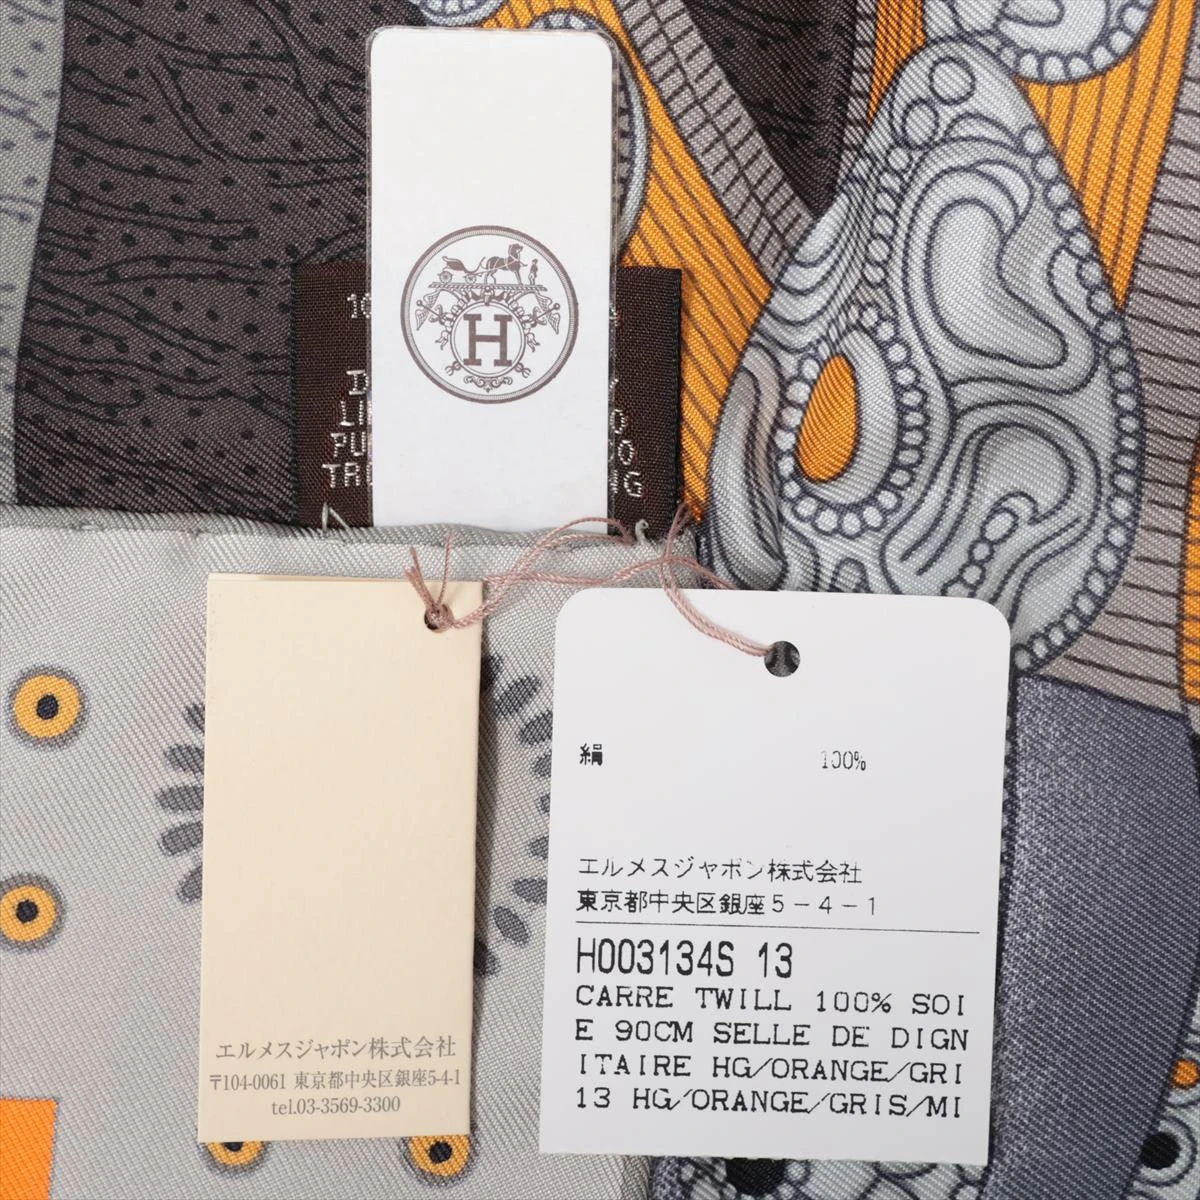 H
絹 100%
エルメスジャポン株式会社
東京都中央区銀座5-4-1
H003134S 13
CARRE TWILL 100% SOI
E 90CM SELLE DE DIGN
ITAIRE HG/ORANGE/GRI
13 HG/ORANGE/GRIS/MI
エルメスジャポン株式会社
〒104-0061 東京都中央区銀座5-4-1
tel.03-3569-3300